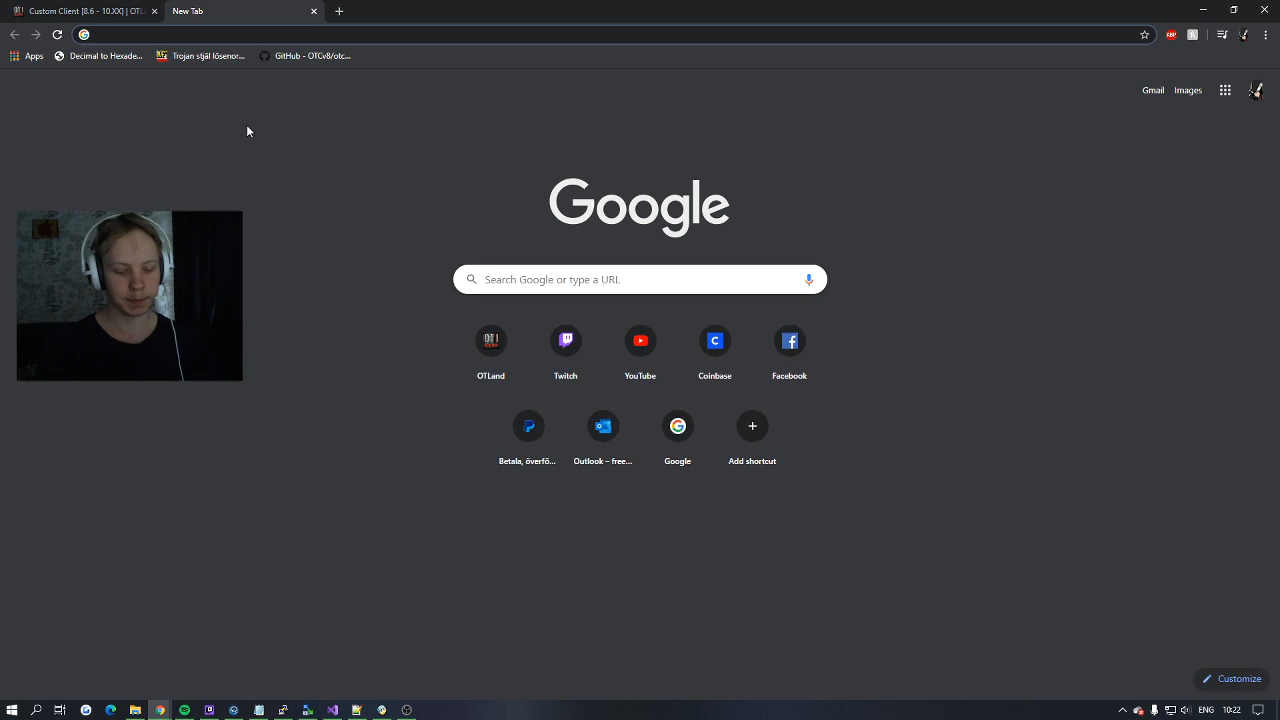 Custom Client [8.6 - 10.XX] | OTL
New Tab
Apps
Decimal to Hexade...
Trojan stjäl lösenor...
GitHub - OTCv8/otc...
ABP
Gmail
Images
Google
Search Google or type a URL
OTLand
Twitch
YouTube
Coinbase
Facebook
Betala, överfö...
Outlook – free...
Google
Add shortcut
Customize
ENG
10:22